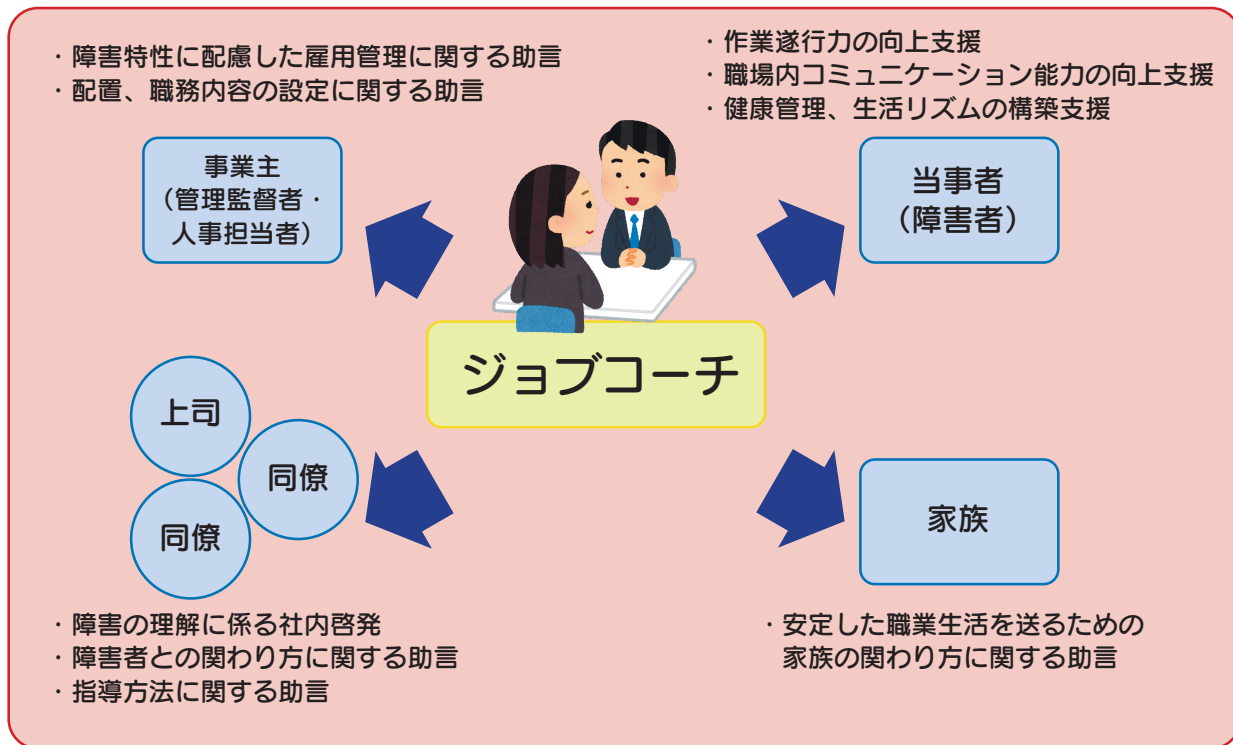 ・障害特性に配慮した雇用管理に関する助言
・配置、職務内容の設定に関する助言
事業主
（管理監督者・
人事担当者）
・作業遂行力の向上支援
・職場内コミュニケーション能力の向上支援
・健康管理、生活リズムの構築支援
当事者
（障害者）
ジョブコーチ
上司
同僚
同僚
・障害の理解に係る社内啓発
・障害者との関わり方に関する助言
・指導方法に関する助言
家族
・安定した職業生活を送るための
家族の関わり方に関する助言